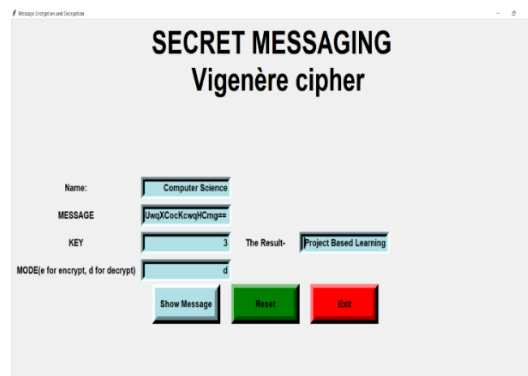 Message Encryption and Decryption
SECRET MESSAGING
Vigenère cipher
Name: Computer Science
MESSAGE UwqXCocKcwqHCrng==
KEY 3 The Result- Project Based Learning
MODE(e for encrypt, d for decrypt) d
Show Message Reset Exit